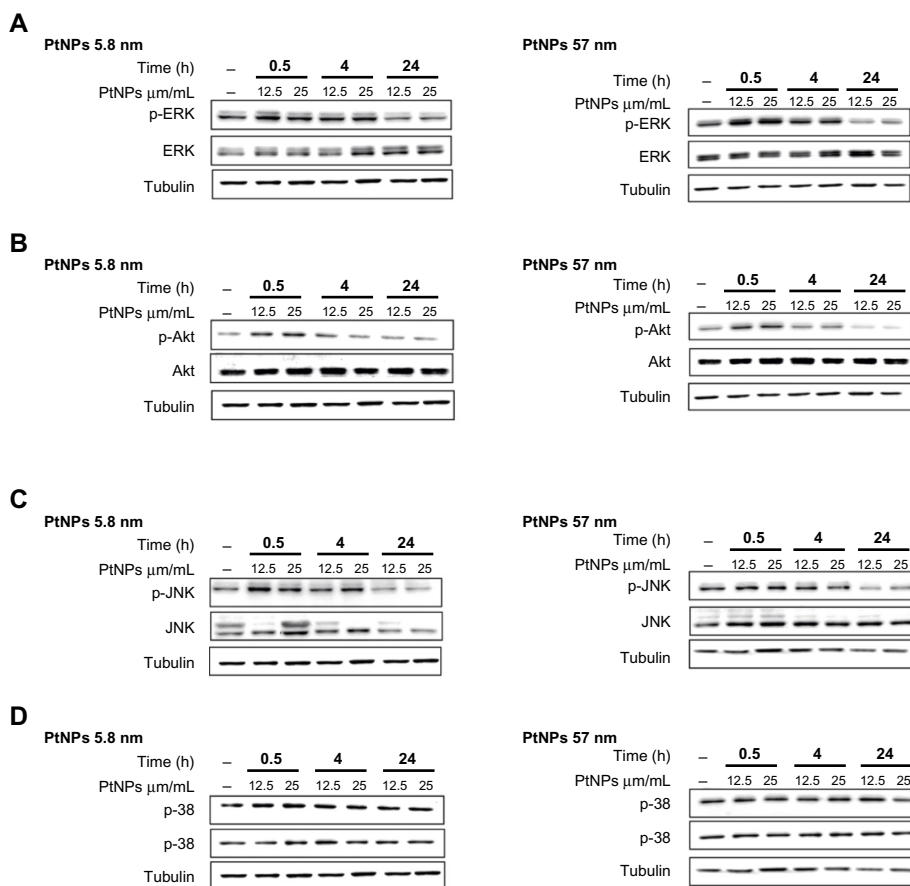 A
PtNPs 5.8 nm
Time (h) – 0.5 4 24
PtNPs µm/mL – 12.5 25 12.5 25 12.5 25
p-ERK
ERK
Tubulin
PtNPs 57 nm
Time (h) – 0.5 4 24
PtNPs µm/mL – 12.5 25 12.5 25 12.5 25
p-ERK
ERK
Tubulin
B
PtNPs 5.8 nm
Time (h) – 0.5 4 24
PtNPs µm/mL – 12.5 25 12.5 25 12.5 25
p-Akt
Akt
Tubulin
PtNPs 57 nm
Time (h) – 0.5 4 24
PtNPs µm/mL – 12.5 25 12.5 25 12.5 25
p-Akt
Akt
Tubulin
C
PtNPs 5.8 nm
Time (h) – 0.5 4 24
PtNPs µm/mL – 12.5 25 12.5 25 12.5 25
p-JNK
JNK
Tubulin
PtNPs 57 nm
Time (h) – 0.5 4 24
PtNPs µm/mL – 12.5 25 12.5 25 12.5 25
p-JNK
JNK
Tubulin
D
PtNPs 5.8 nm
Time (h) – 0.5 4 24
PtNPs µm/mL – 12.5 25 12.5 25 12.5 25
p-38
p-38
Tubulin
PtNPs 57 nm
Time (h) – 0.5 4 24
PtNPs µm/mL – 12.5 25 12.5 25 12.5 25
p-38
p-38
Tubulin